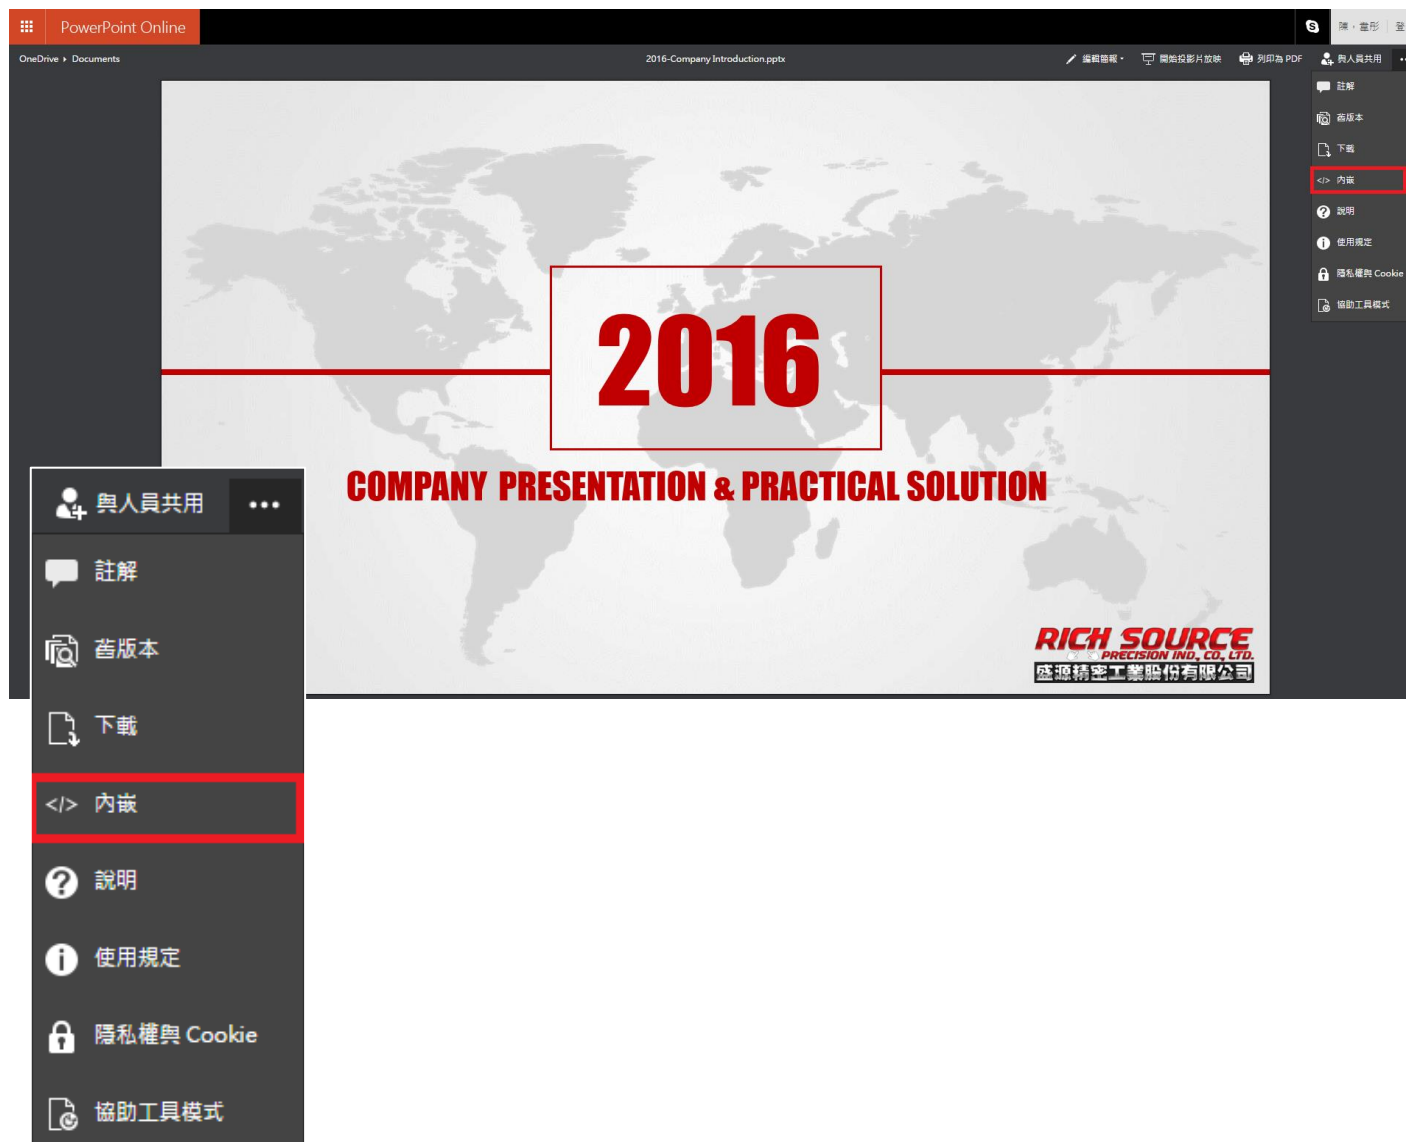 PowerPoint Online
陳, 韋彤
登
OneDrive ▸ Documents
2016-Company Introduction.pptx
編輯簡報
開始投影片放映
列印為 PDF
與人員共用
註解
舊版本
下載
</> 內嵌
說明
使用規定
隱私權與 Cookie
協助工具模式
2016
COMPANY PRESENTATION & PRACTICAL SOLUTION
RICH SOURCE
PRECISION IND, CO., LTD.
盛源精密工業股份有限公司
與人員共用 •••
註解
舊版本
下載
</> 內嵌
說明
使用規定
隱私權與 Cookie
協助工具模式